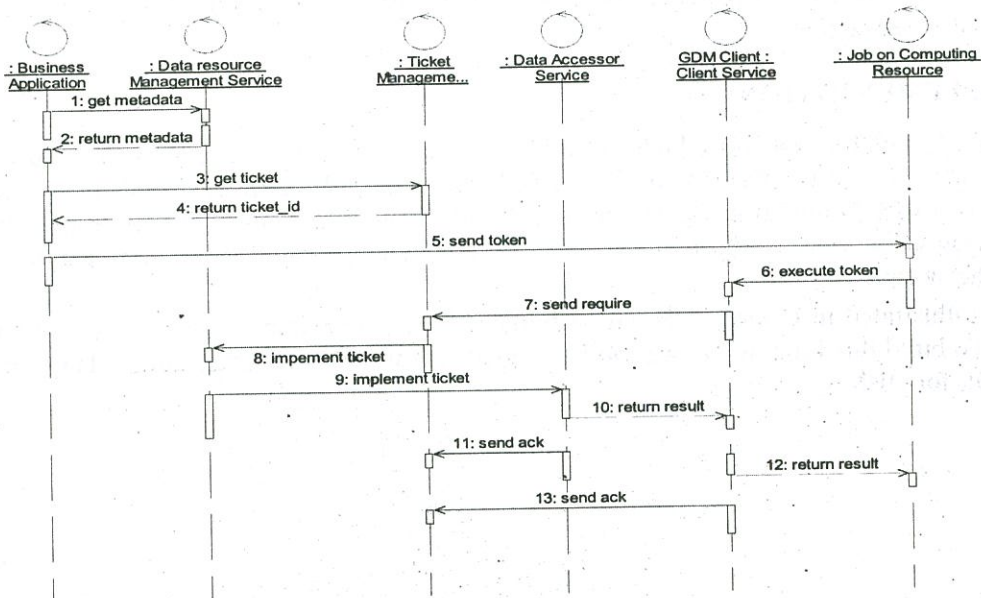 : Business
Application
: Data resource
Management Service
: Ticket
Manageme...
: Data Accessor
Service
GDM Client :
Client Service
: Job on Computing
Resource
1: get metadata
2: return metadata
3: get ticket
4: return ticket_id
5: send token
6: execute token
7: send require
8: impement ticket
9: implement ticket
10: return result
11: send ack
12: return result
13: send ack